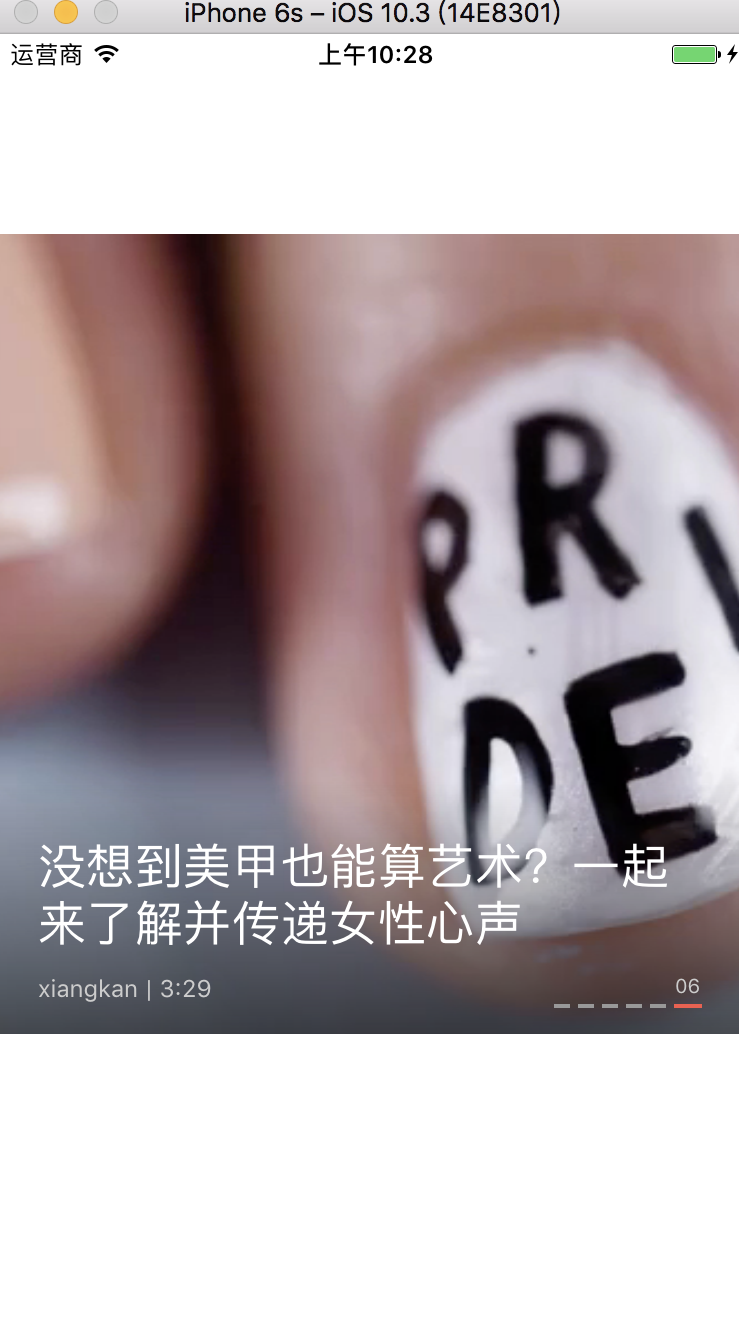 iPhone 6s – iOS 10.3 (14E8301)
运营商 上午10:28
R
P
DE
没想到美甲也能算艺术？一起
来了解并传递女性心声
xiangkan | 3:29
06